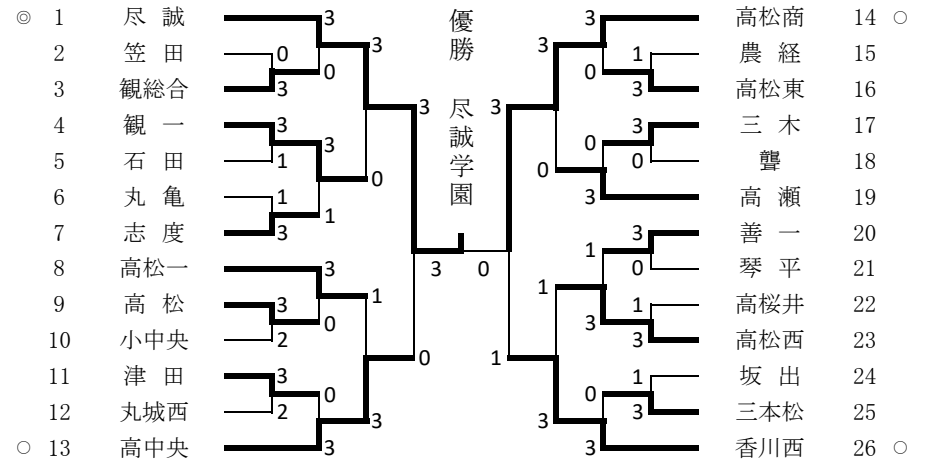 ◎ 1 尽 誠 3 優勝 尽誠学園 3 高松商 14 ○
3 3
2 笠 田 0 1 農 経 15
0 0
3 観総合 3 3 高松東 16
3 3
4 観 一 3 3 三 木 17
3 0
5 石 田 1 0 聾 18
0 0
6 丸 亀 1 3 高 瀬 19
1
7 志 度 3 3 善 一 20
1
8 高松一 3 3 0 0 琴 平 21
1 1
9 高 松 3 1 高桜井 22
0 3
10 小中央 2 3 高松西 23
0 1
11 津 田 3 1 坂 出 24
0 0
12 丸城西 2 3 三本松 25
3 3
○ 13 高中央 3 3 香川西 26 ○